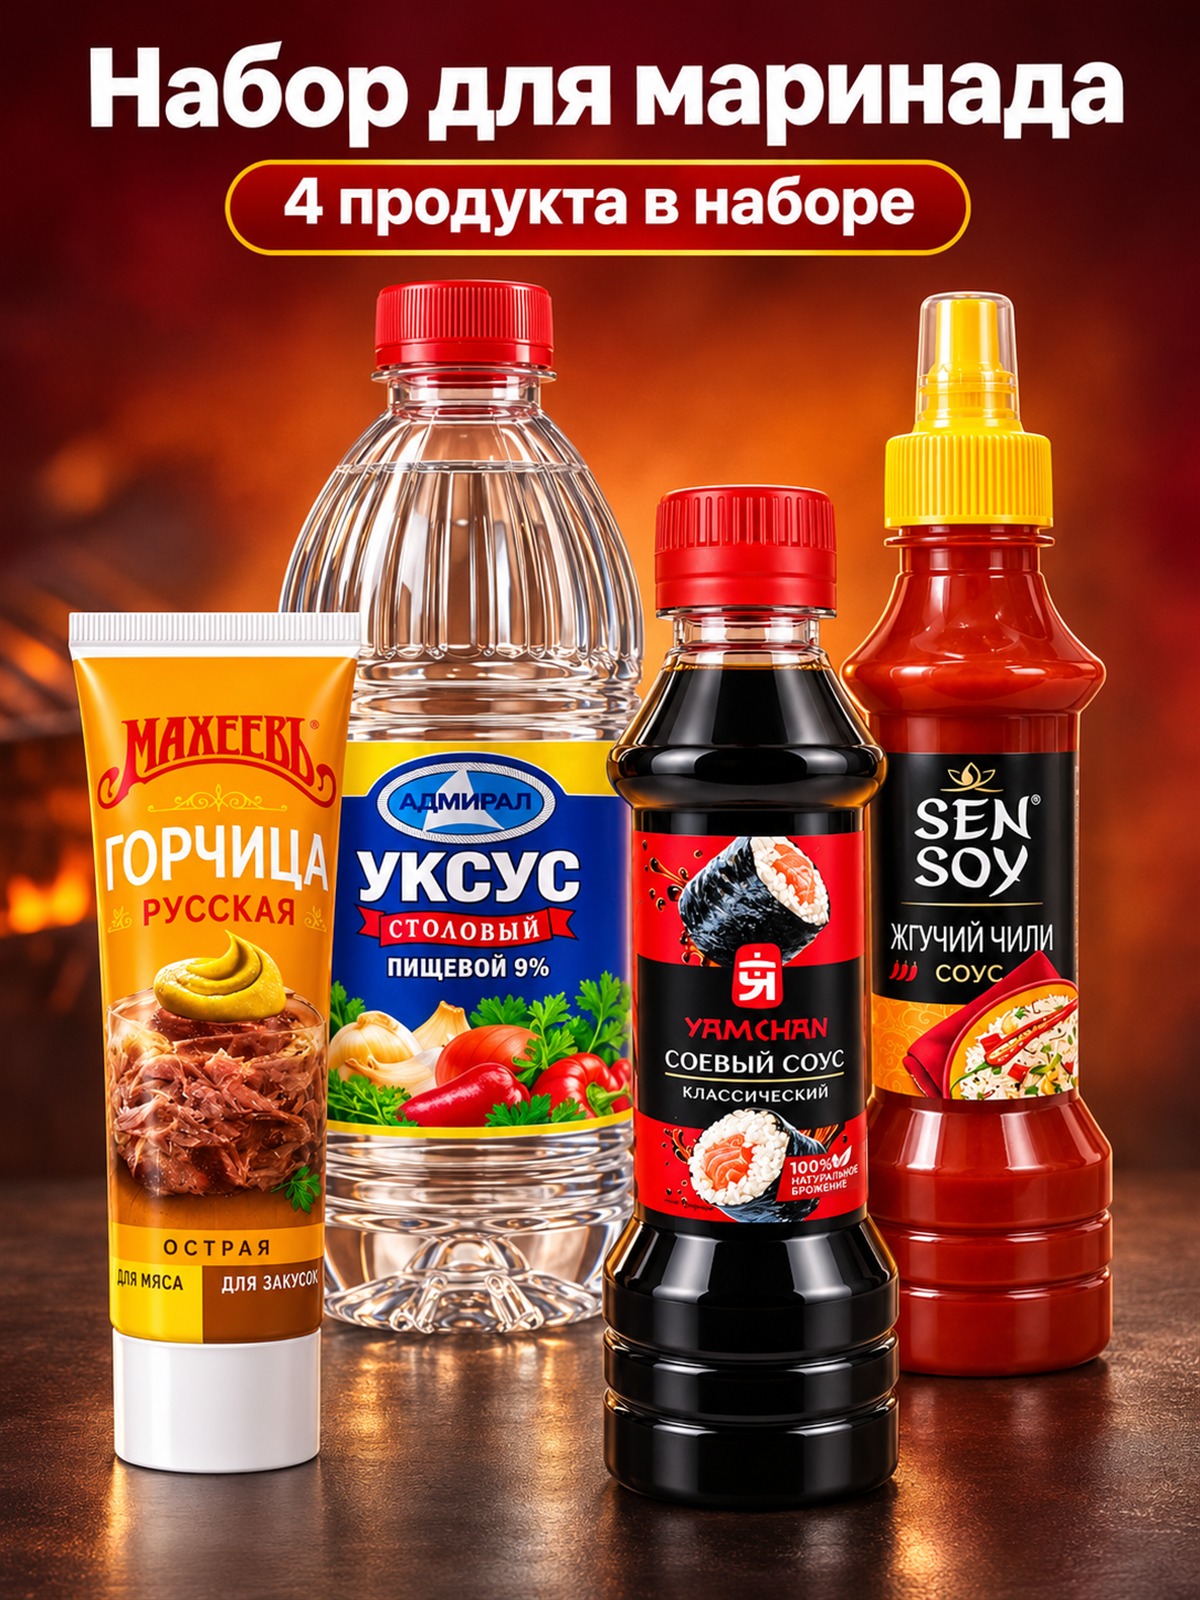 Набор для маринада
4 продукта в наборе
МАХЕЕВЪ®
ГОРЧИЦА
РУССКАЯ
ОСТРАЯ
ДЛЯ МЯСА
ДЛЯ ЗАКУСОК
АДМИРАЛ
УКСУС
СТОЛОВЫЙ
ПИЩЕВОЙ 9%
Я
YAMCHAN
СОЕВЫЙ СОУС
КЛАССИЧЕСКИЙ
100%
НАТУРАЛЬНОЕ
БРОЖЕНИЕ
SEN®
SOY
ЖГУЧИЙ ЧИЛИ
СОУС